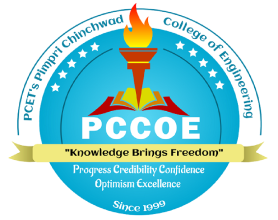 PCET's Pimpri Chinchwad College of Engineering
PCCOE
"Knowledge Brings Freedom"
Progress Credibility Confidence
Optimism Excellence
Since 1999